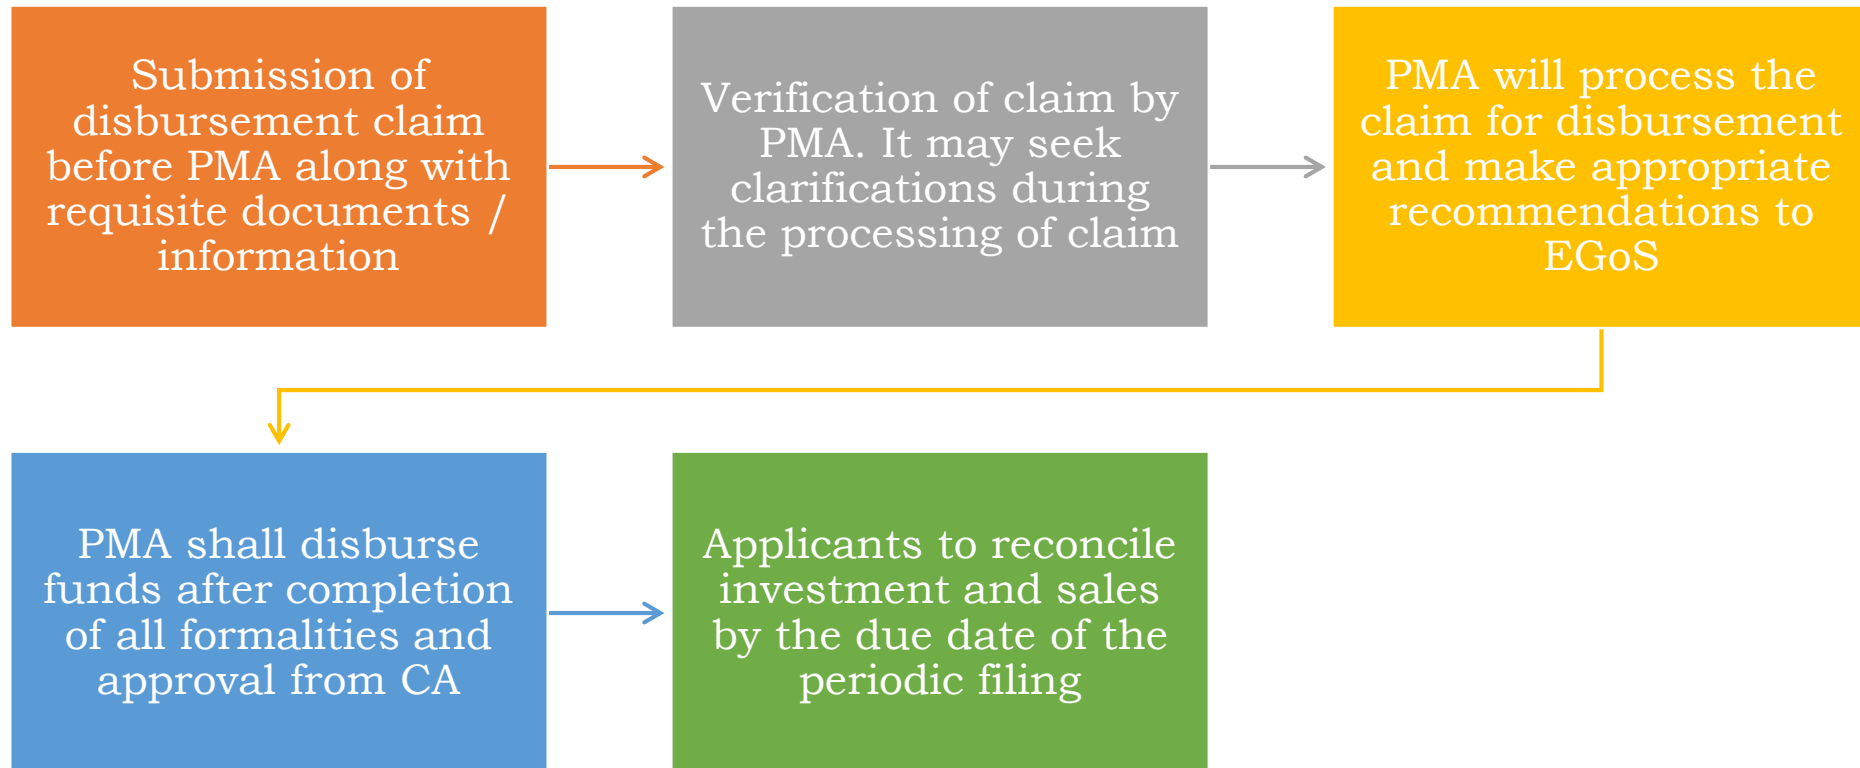 Submission of
disbursement claim
before PMA along with
requisite documents /
information
Verification of claim by
PMA. It may seek
clarifications during
the processing of claim
PMA will process the
claim for disbursement
and make appropriate
recommendations to
EGoS
PMA shall disburse
funds after completion
of all formalities and
approval from CA
Applicants to reconcile
investment and sales
by the due date of the
periodic filing